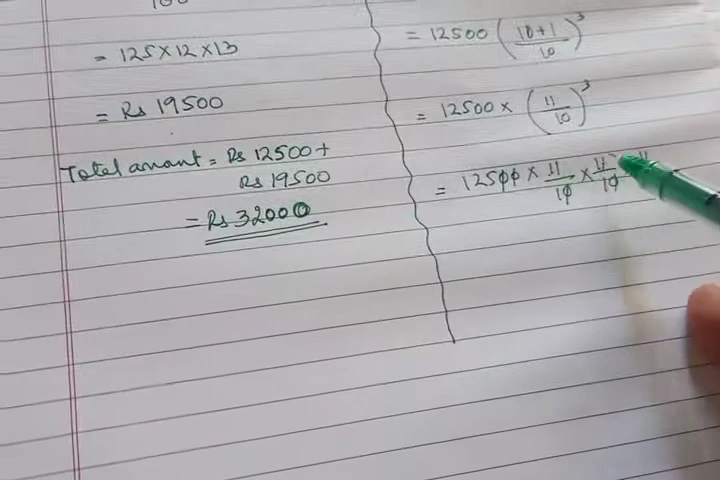 = 125×12×13
= Rs 19500
Total amount = Rs 12500+
Rs 19500
= Rs 32000
= 12500 (10+1/10)³
= 12500 × (11/10)³
= 12500 × 11/10 × 11/10